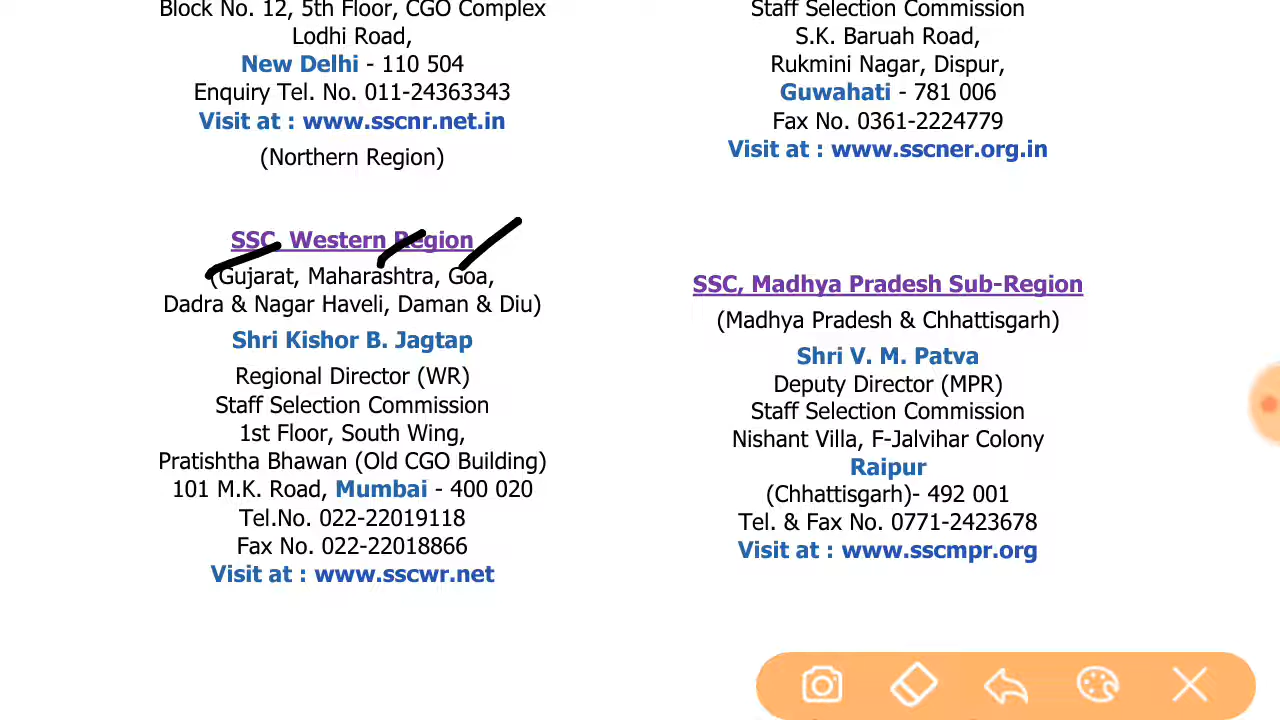 Block No. 12, 5th Floor, CGO Complex
Lodhi Road,
New Delhi - 110 504
Enquiry Tel. No. 011-24363343
Visit at : www.sscnr.net.in
(Northern Region)
SSC, Western Region
(Gujarat, Maharashtra, Goa,
Dadra & Nagar Haveli, Daman & Diu)
Shri Kishor B. Jagtap
Regional Director (WR)
Staff Selection Commission
1st Floor, South Wing,
Pratishtha Bhawan (Old CGO Building)
101 M.K. Road, Mumbai - 400 020
Tel.No. 022-22019118
Fax No. 022-22018866
Visit at : www.sscwr.net
Staff Selection Commission
S.K. Baruah Road,
Rukmini Nagar, Dispur,
Guwahati - 781 006
Fax No. 0361-2224779
Visit at : www.sscner.org.in
SSC, Madhya Pradesh Sub-Region
(Madhya Pradesh & Chhattisgarh)
Shri V. M. Patva
Deputy Director (MPR)
Staff Selection Commission
Nishant Villa, F-Jalvihar Colony
Raipur
(Chhattisgarh)- 492 001
Tel. & Fax No. 0771-2423678
Visit at : www.sscmpr.org